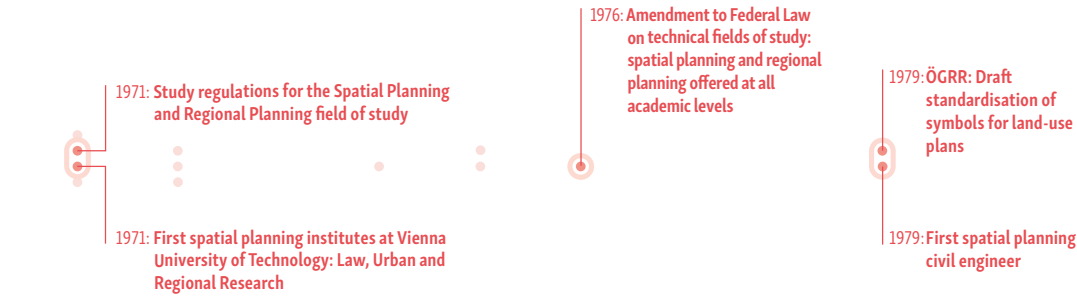 1971: Study regulations for the Spatial Planning
and Regional Planning field of study
1971: First spatial planning institutes at Vienna
University of Technology: Law, Urban and
Regional Research
1976: Amendment to Federal Law
on technical fields of study:
spatial planning and regional
planning offered at all
academic levels
1979: ÖGRR: Draft
standardisation of
symbols for land-use
plans
1979: First spatial planning
civil engineer